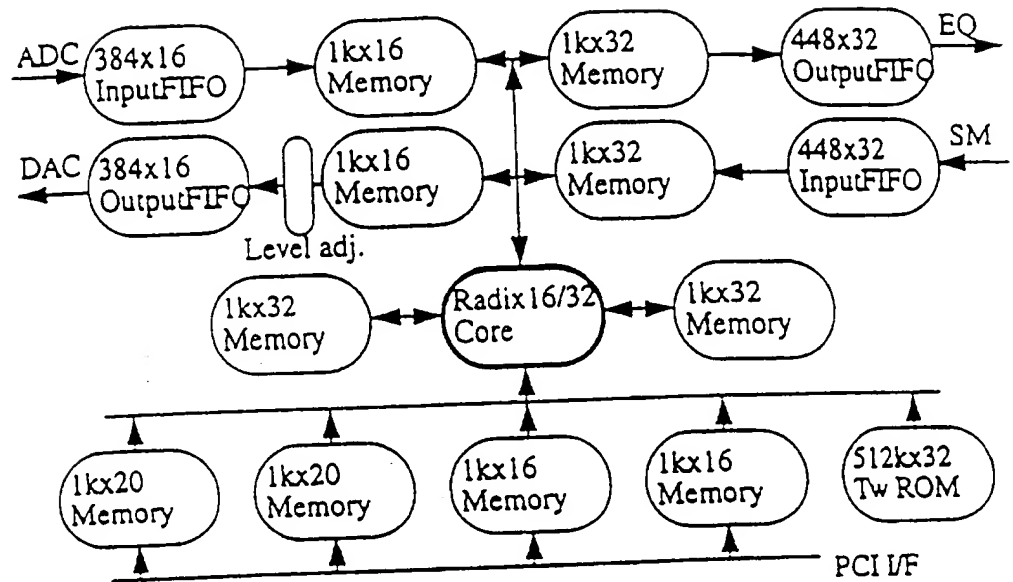 ADC
384x16
InputFIFO
1kx16
Memory
1kx32
Memory
448x32
OutputFIFO
EQ
DAC
384x16
OutputFIFO
Level adj.
1kx16
Memory
1kx32
Memory
448x32
InputFIFO
SM
1kx32
Memory
Radix16/32
Core
1kx32
Memory
1kx20
Memory
1kx20
Memory
1kx16
Memory
1kx16
Memory
512kx32
Tw ROM
PCI I/F